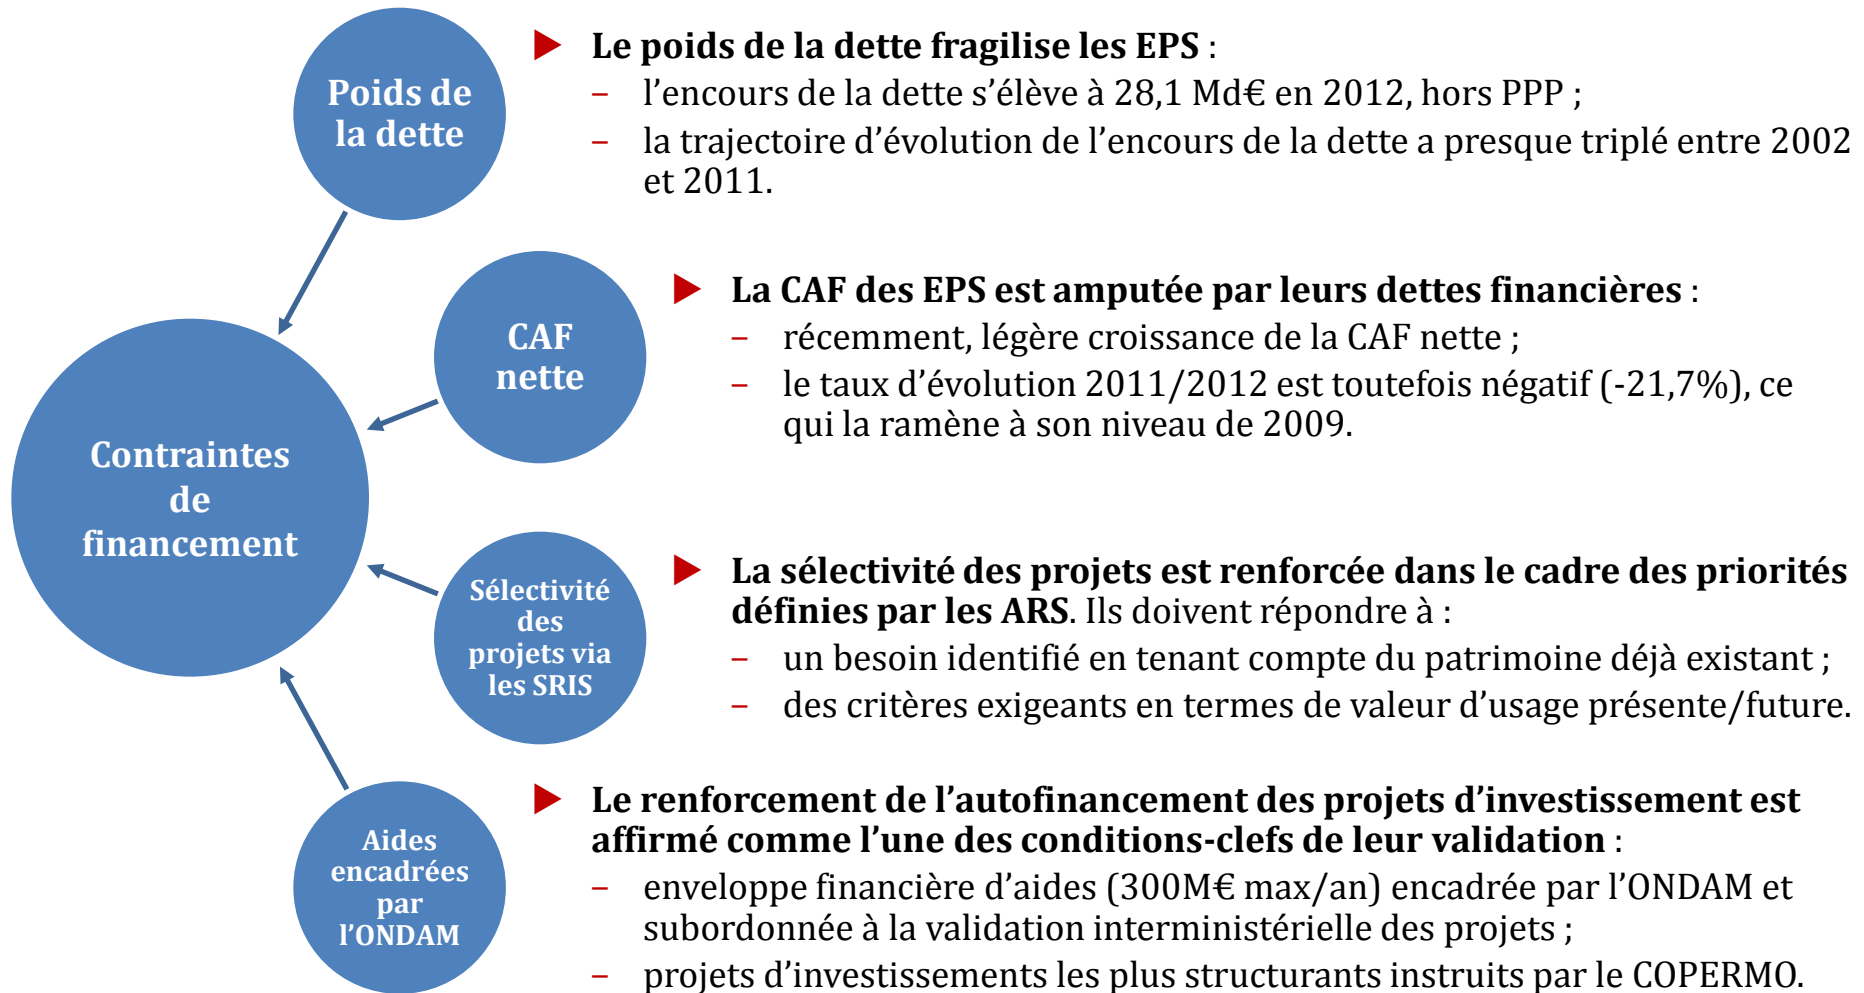 Poids de
la dette
Le poids de la dette fragilise les EPS :
– l’encours de la dette s’élève à 28,1 Md€ en 2012, hors PPP ;
– la trajectoire d’évolution de l’encours de la dette a presque triplé entre 2002
et 2011.
CAF
nette
La CAF des EPS est amputée par leurs dettes financières :
– récemment, légère croissance de la CAF nette ;
– le taux d’évolution 2011/2012 est toutefois négatif (-21,7%), ce
qui la ramène à son niveau de 2009.
Contraintes
de
financement
Sélectivité
des
projets via
les SRIS
La sélectivité des projets est renforcée dans le cadre des priorités
définies par les ARS. Ils doivent répondre à :
– un besoin identifié en tenant compte du patrimoine déjà existant ;
– des critères exigeants en termes de valeur d’usage présente/future.
Aides
encadrées
par
l’ONDAM
Le renforcement de l’autofinancement des projets d’investissement est
affirmé comme l’une des conditions-clefs de leur validation :
– enveloppe financière d’aides (300M€ max/an) encadrée par l’ONDAM et
subordonnée à la validation interministérielle des projets ;
– projets d’investissements les plus structurants instruits par le COPERMO.